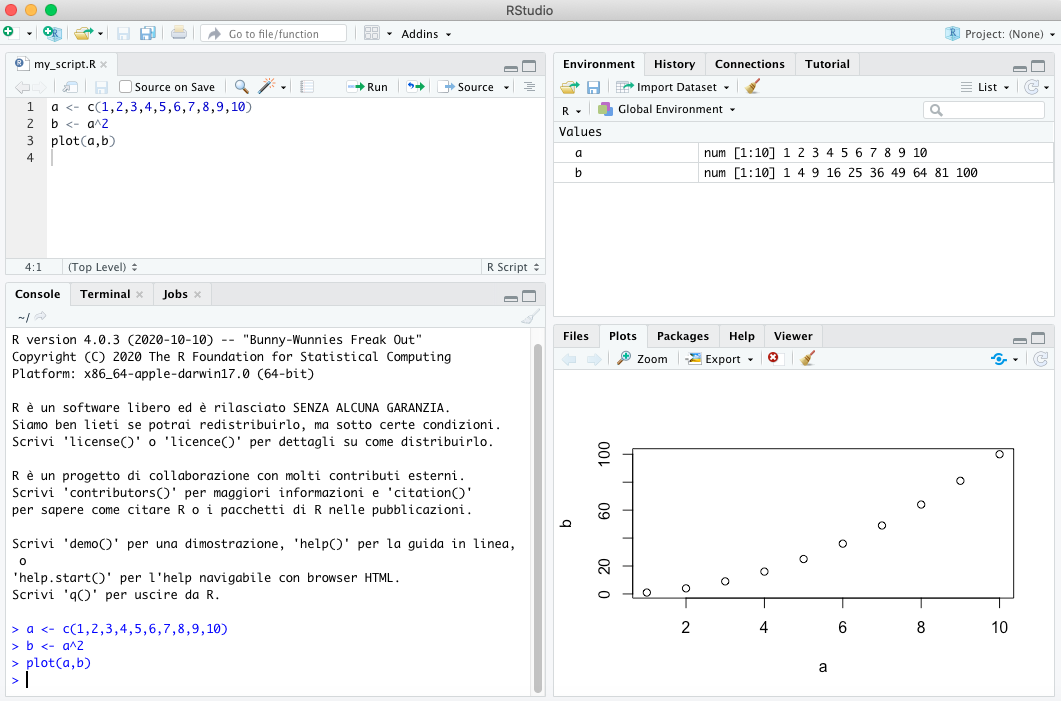 RStudio
Go to file/function
Addins
Project: (None)
my_script.R
Source on Save
Run
Source
1 a <- c(1,2,3,4,5,6,7,8,9,10)
2 b <- a^2
3 plot(a,b)
4
4:1 (Top Level) R Script
Console Terminal Jobs
~/
R version 4.0.3 (2020-10-10) -- "Bunny-Wunnies Freak Out"
Copyright (C) 2020 The R Foundation for Statistical Computing
Platform: x86_64-apple-darwin17.0 (64-bit)
R è un software libero ed è rilasciato SENZA ALCUNA GARANZIA.
Siamo ben lieti se potrai redistribuirlo, ma sotto certe condizioni.
Scrivi 'license()' o 'licence()' per dettagli su come distribuirlo.
R è un progetto di collaborazione con molti contributi esterni.
Scrivi 'contributors()' per maggiori informazioni e 'citation()'
per sapere come citare R o i pacchetti di R nelle pubblicazioni.
Scrivi 'demo()' per una dimostrazione, 'help()' per la guida in linea,
o
'help.start()' per l'help navigabile con browser HTML.
Scrivi 'q()' per uscire da R.
> a <- c(1,2,3,4,5,6,7,8,9,10)
> b <- a^2
> plot(a,b)
>
Environment History Connections Tutorial
Import Dataset List
R Global Environment
Values
a num [1:10] 1 2 3 4 5 6 7 8 9 10
b num [1:10] 1 4 9 16 25 36 49 64 81 100
Files Plots Packages Help Viewer
Zoom Export
100
60
20
0
b
2 4 6 8 10
a